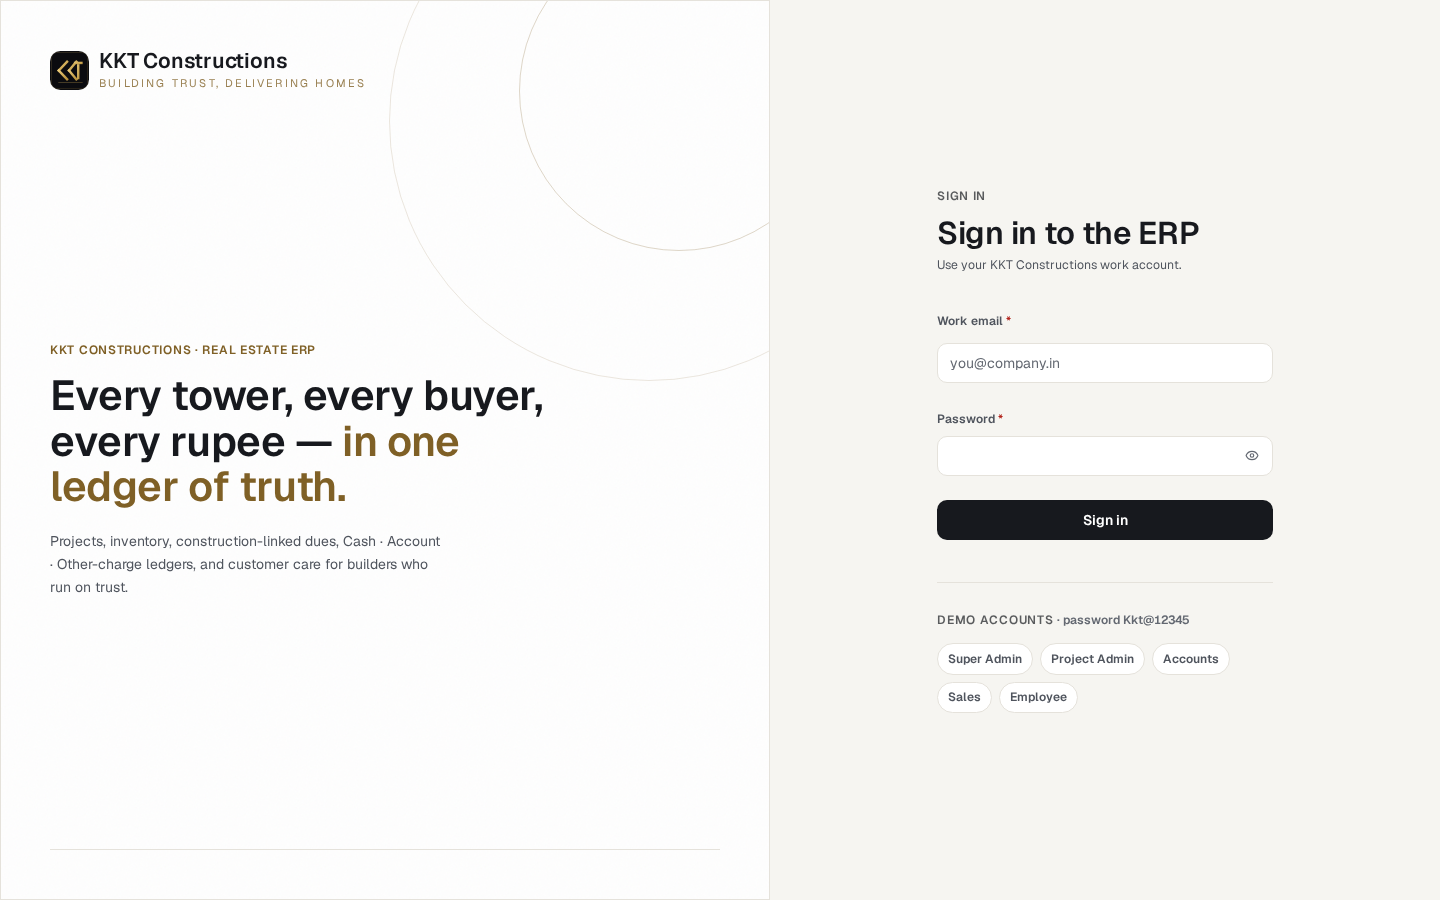 KKT Constructions
BUILDING TRUST, DELIVERING HOMES
KKT CONSTRUCTIONS · REAL ESTATE ERP
Every tower, every buyer,
every rupee — in one
ledger of truth.
Projects, inventory, construction-linked dues, Cash · Account
· Other-charge ledgers, and customer care for builders who
run on trust.
SIGN IN
Sign in to the ERP
Use your KKT Constructions work account.
Work email *
you@company.in
Password *
Sign in
DEMO ACCOUNTS · password Kkt@12345
Super Admin
Project Admin
Accounts
Sales
Employee